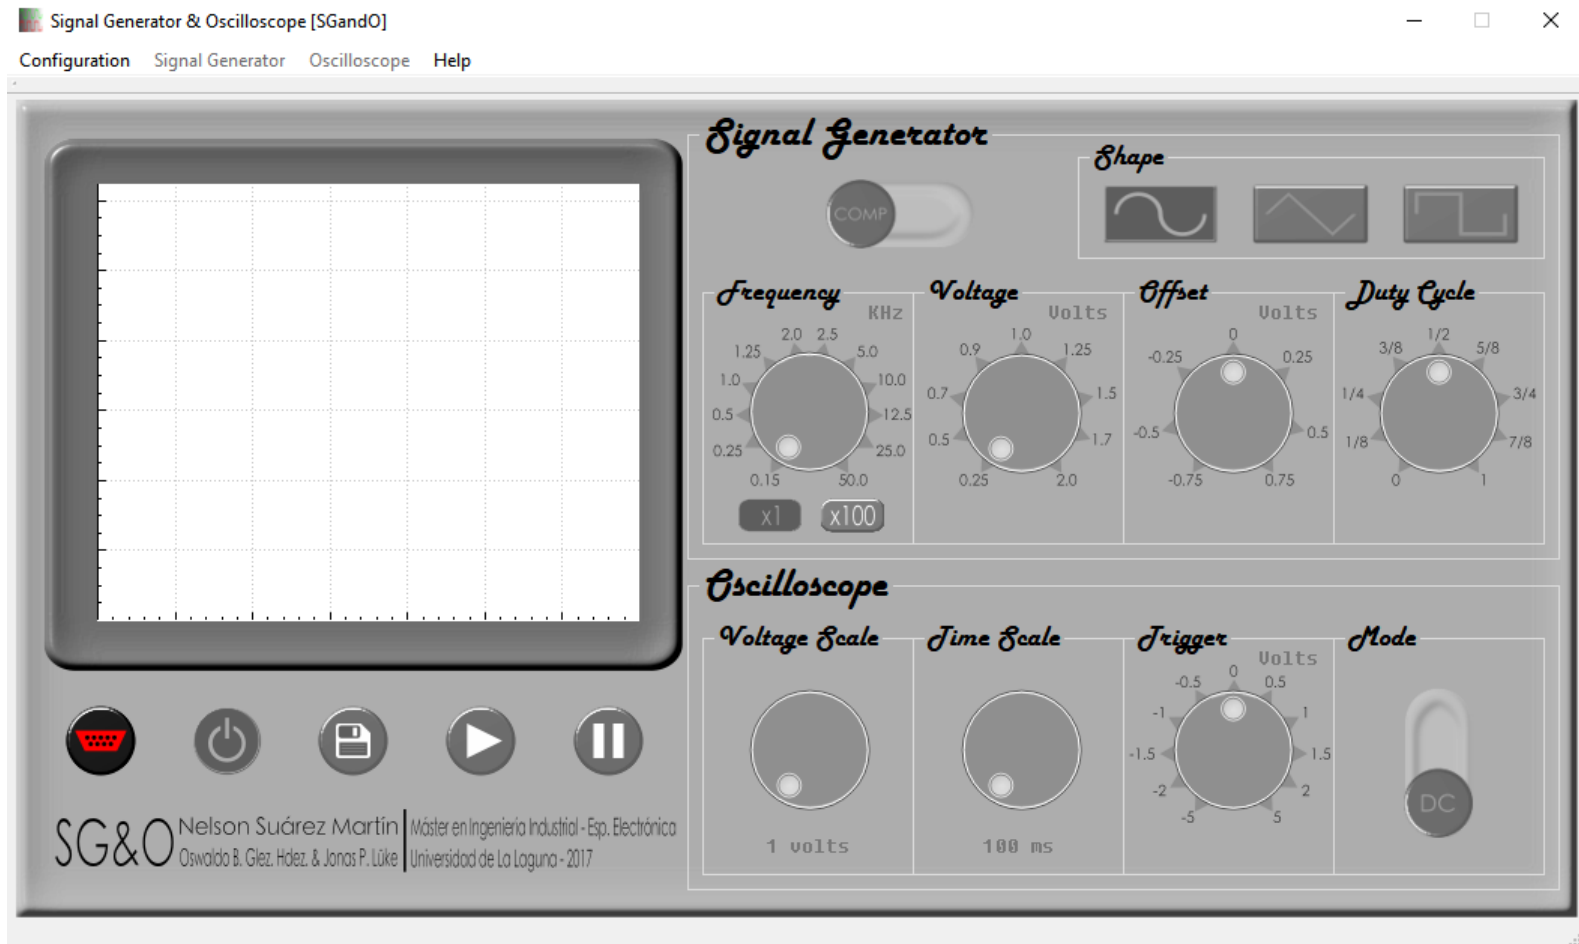 Signal Generator & Oscilloscope [SGandO]
Configuration Signal Generator Oscilloscope Help
Signal Generator
Shape
COMP
Frequency
KHz
0.15
0.25
0.5
1.0
1.25
2.0
2.5
5.0
10.0
12.5
25.0
50.0
x1
x100
Voltage
Volts
0.25
0.5
0.7
0.9
1.0
1.25
1.5
1.7
2.0
Offset
Volts
-0.75
-0.5
-0.25
0
0.25
0.5
0.75
Duty Cycle
0
1/8
1/4
3/8
1/2
5/8
3/4
7/8
1
Oscilloscope
Voltage Scale
1 volts
Time Scale
100 ms
Trigger
Volts
-5
-2
-1.5
-1
-0.5
0
0.5
1
1.5
2
5
Mode
DC
SG&O
Nelson Suárez Martín
Oswaldo B. Glez. Hdez. & Jonas P. Lüke
Máster en Ingenieria Industrial - Esp. Electrónica
Universidad de La Laguna - 2017